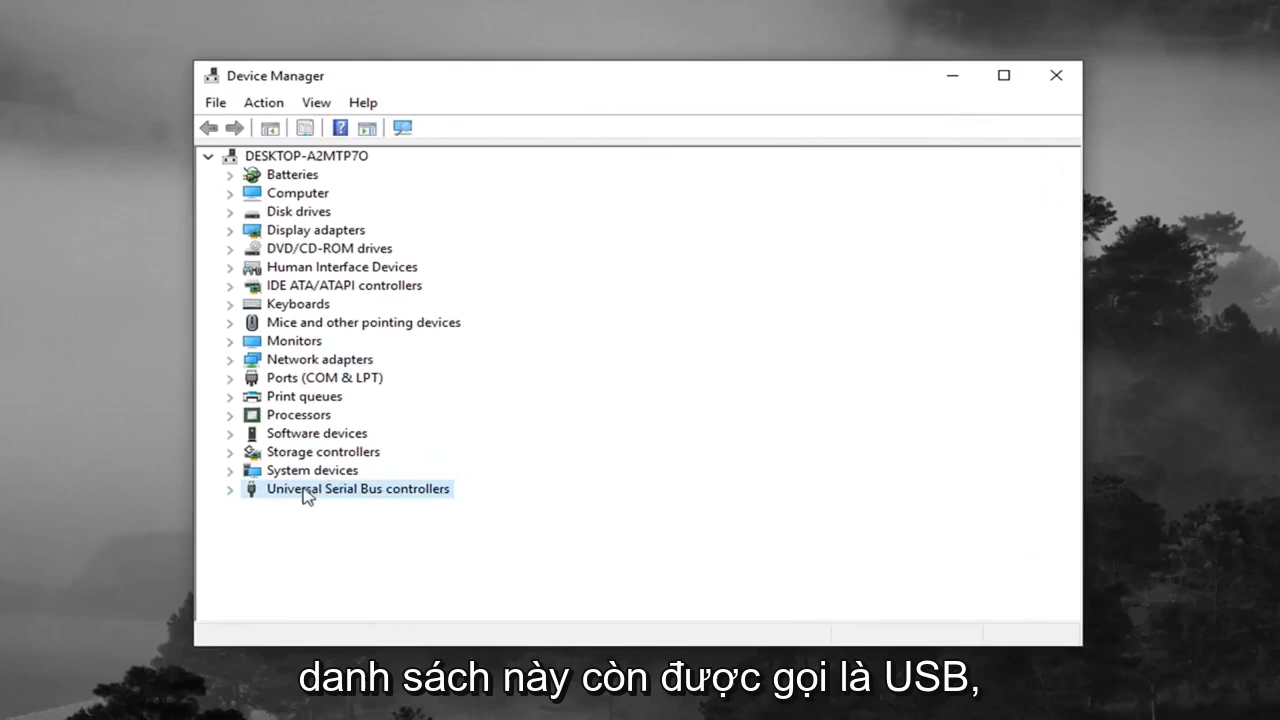 Device Manager
File Action View Help
DESKTOP-A2MTP7O
Batteries
Computer
Disk drives
Display adapters
DVD/CD-ROM drives
Human Interface Devices
IDE ATA/ATAPI controllers
Keyboards
Mice and other pointing devices
Monitors
Network adapters
Ports (COM & LPT)
Print queues
Processors
Software devices
Storage controllers
System devices
Universal Serial Bus controllers
danh sách này còn được gọi là USB,